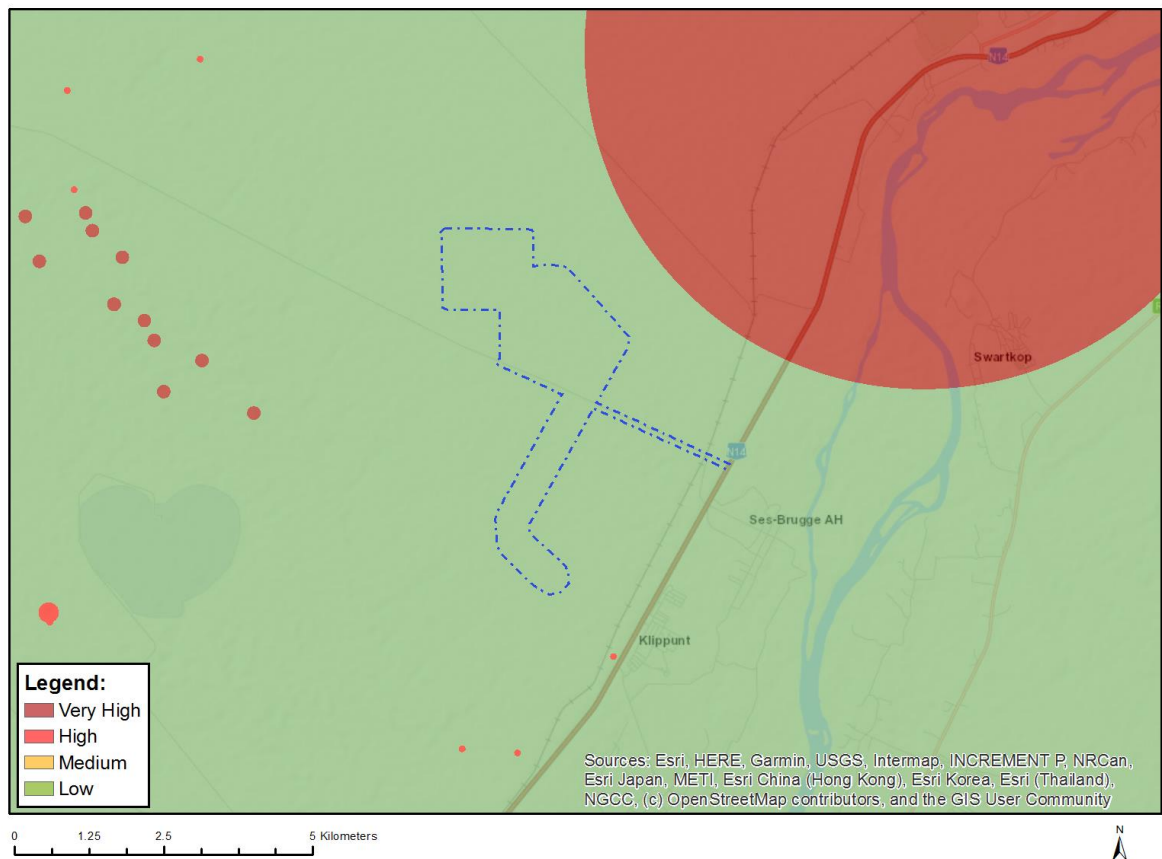 N14
Swartkop
N14
Ses-Brugge AH
Klippunt
Legend:
Very High
High
Medium
Low
Sources: Esri, HERE, Garmin, USGS, Intermap, INCREMENT P, NRCan,
Esri Japan, METI, Esri China (Hong Kong), Esri Korea, Esri (Thailand),
NGCC, (c) OpenStreetMap contributors, and the GIS User Community
0 1.25 2.5 5 Kilometers
N